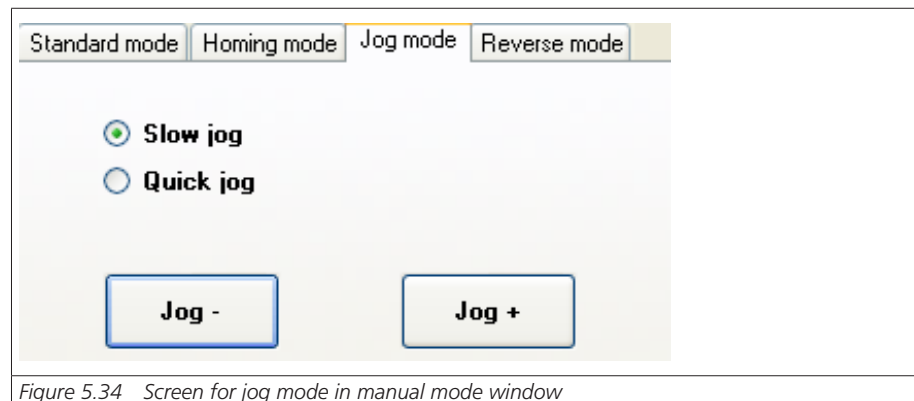 Standard mode Homing mode Jog mode Reverse mode
Slow jog
Quick jog
Jog - Jog +
Figure 5.34 Screen for jog mode in manual mode window